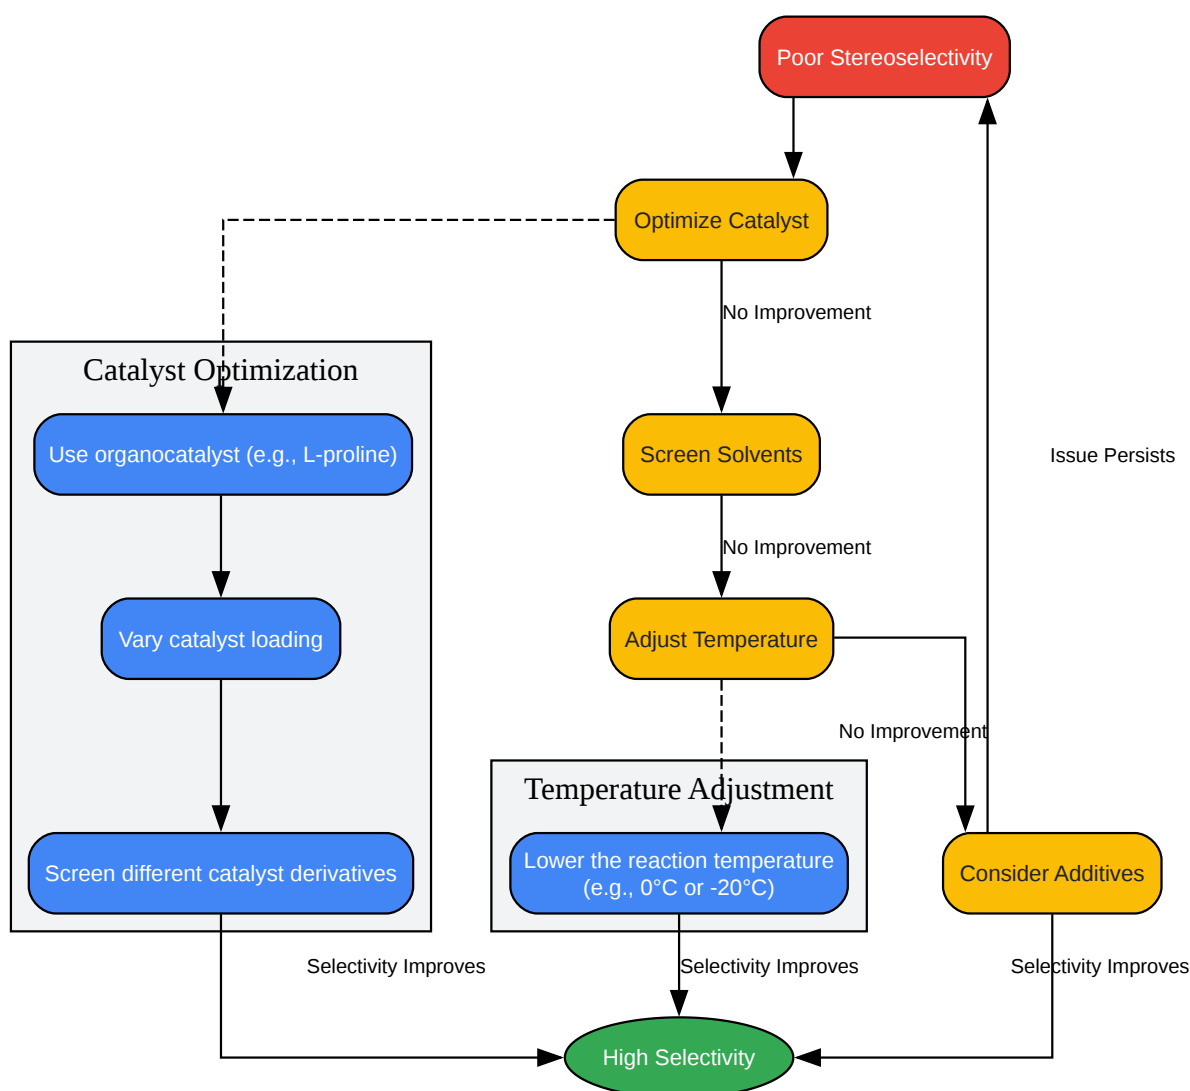 Poor Stereoselectivity
Optimize Catalyst
No Improvement
Catalyst Optimization
Use organocatalyst (e.g., L-proline)
Screen Solvents
Issue Persists
No Improvement
Vary catalyst loading
Adjust Temperature
No Improvement
Temperature Adjustment
Screen different catalyst derivatives
Lower the reaction temperature
(e.g., 0°C or -20°C)
Consider Additives
Selectivity Improves
Selectivity Improves
Selectivity Improves
High Selectivity